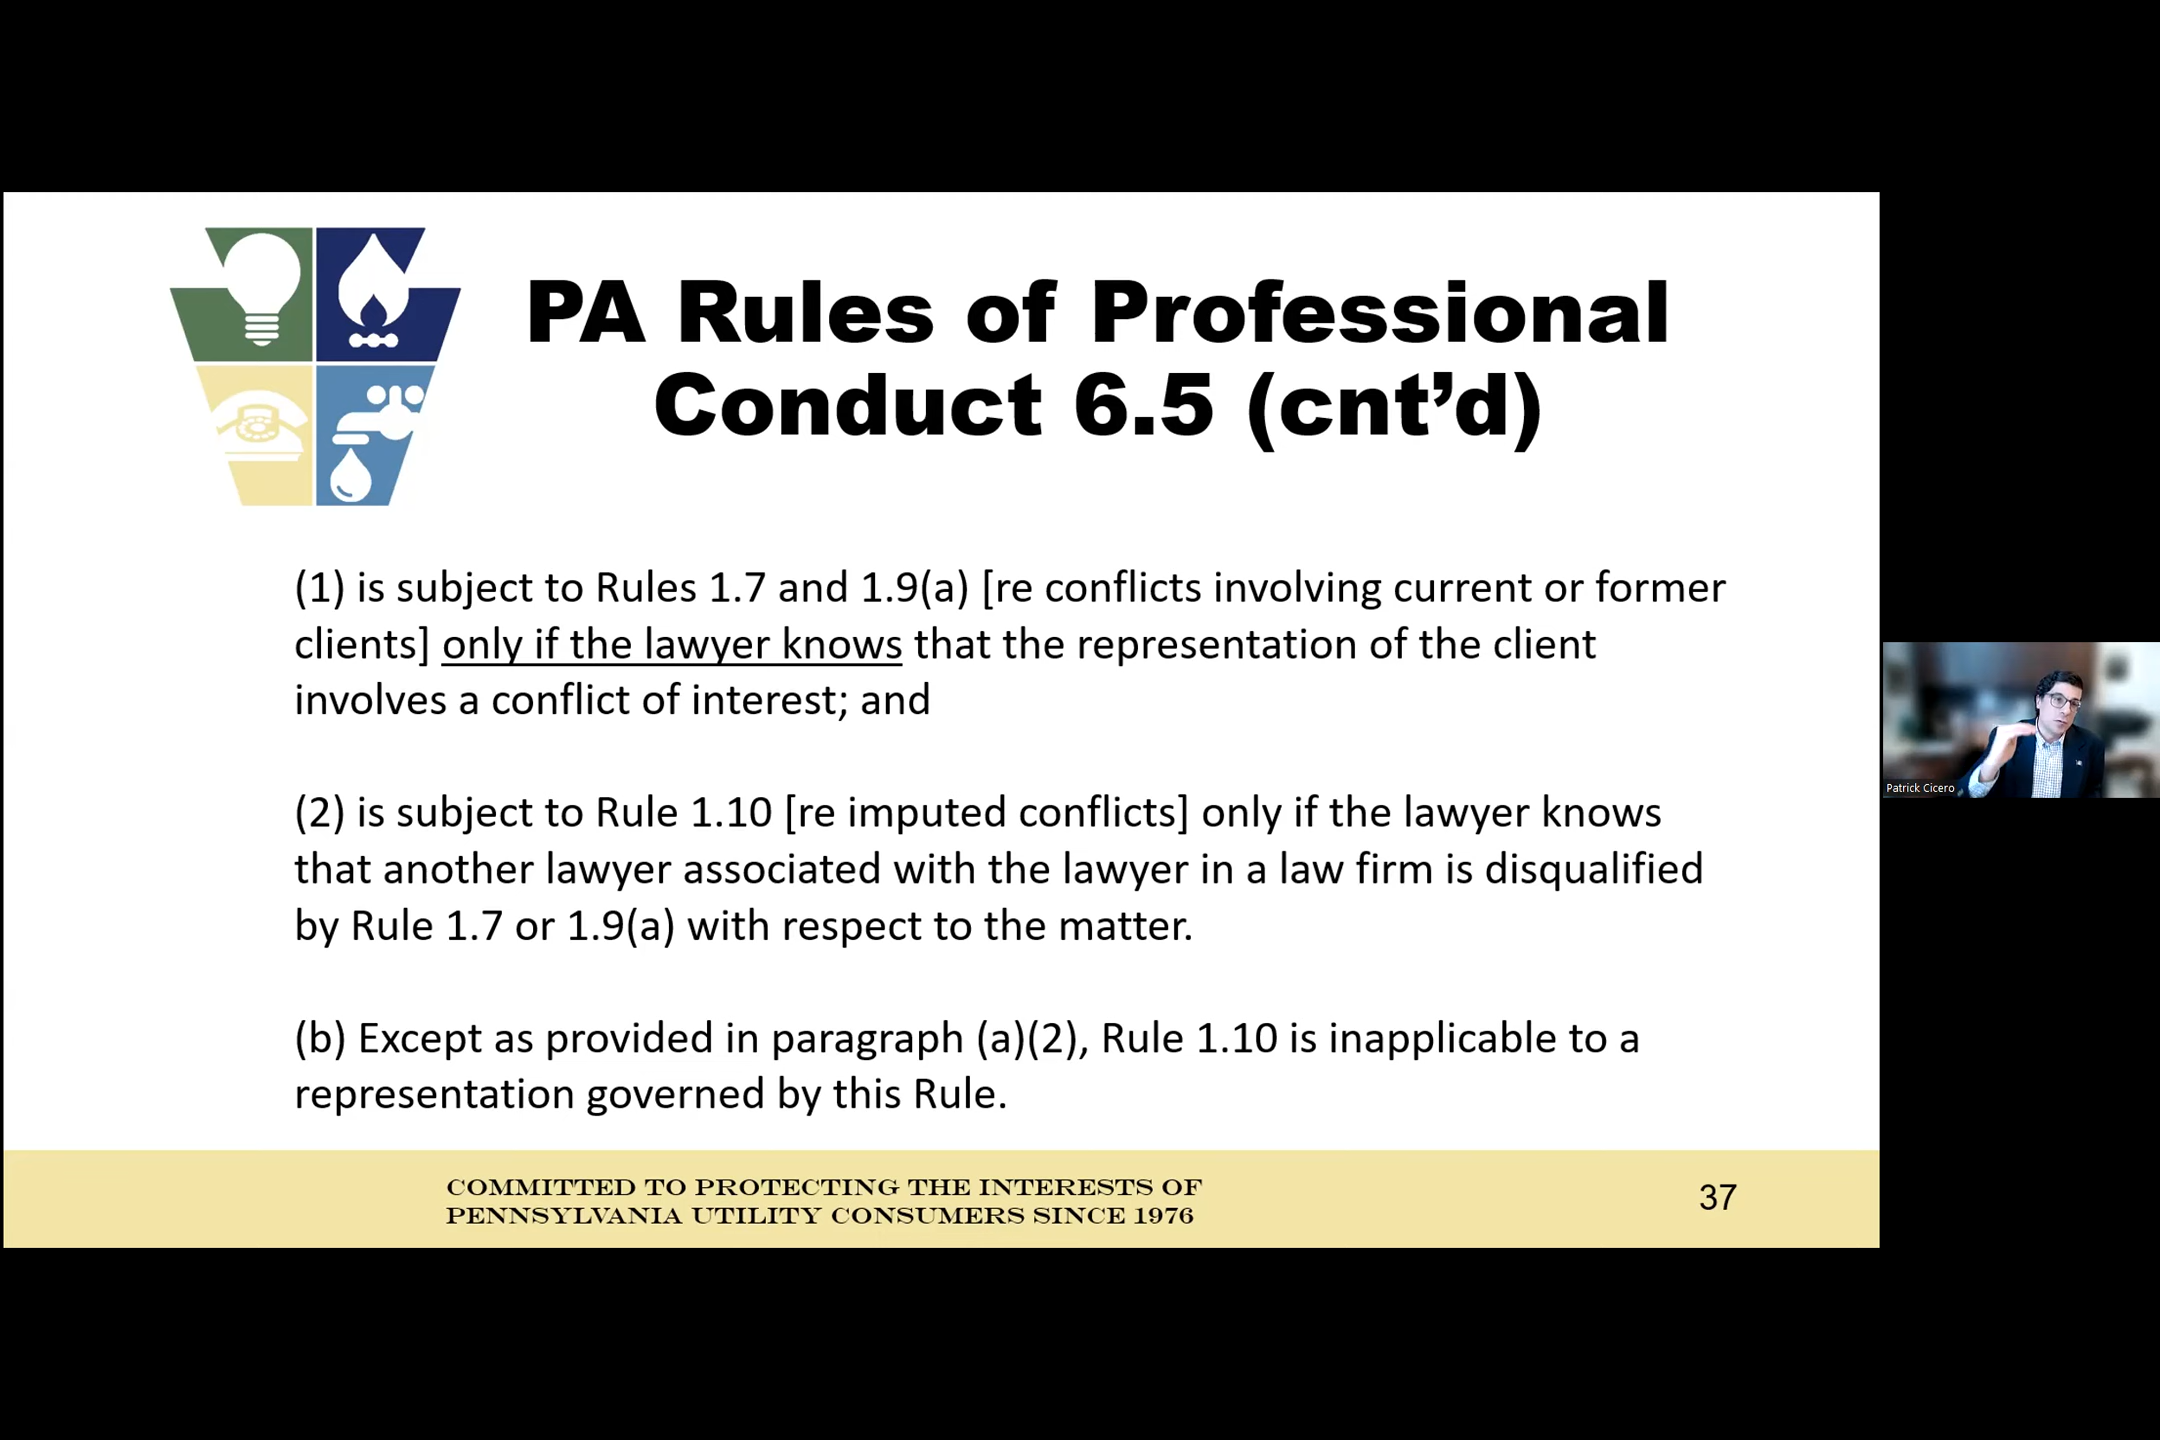 PA Rules of Professional
Conduct 6.5 (cnt’d)
(1) is subject to Rules 1.7 and 1.9(a) [re conflicts involving current or former
clients] only if the lawyer knows that the representation of the client
involves a conflict of interest; and
(2) is subject to Rule 1.10 [re imputed conflicts] only if the lawyer knows
that another lawyer associated with the lawyer in a law firm is disqualified
by Rule 1.7 or 1.9(a) with respect to the matter.
(b) Except as provided in paragraph (a)(2), Rule 1.10 is inapplicable to a
representation governed by this Rule.
COMMITTED TO PROTECTING THE INTERESTS OF
PENNSYLVANIA UTILITY CONSUMERS SINCE 1976
37
Patrick Cicero